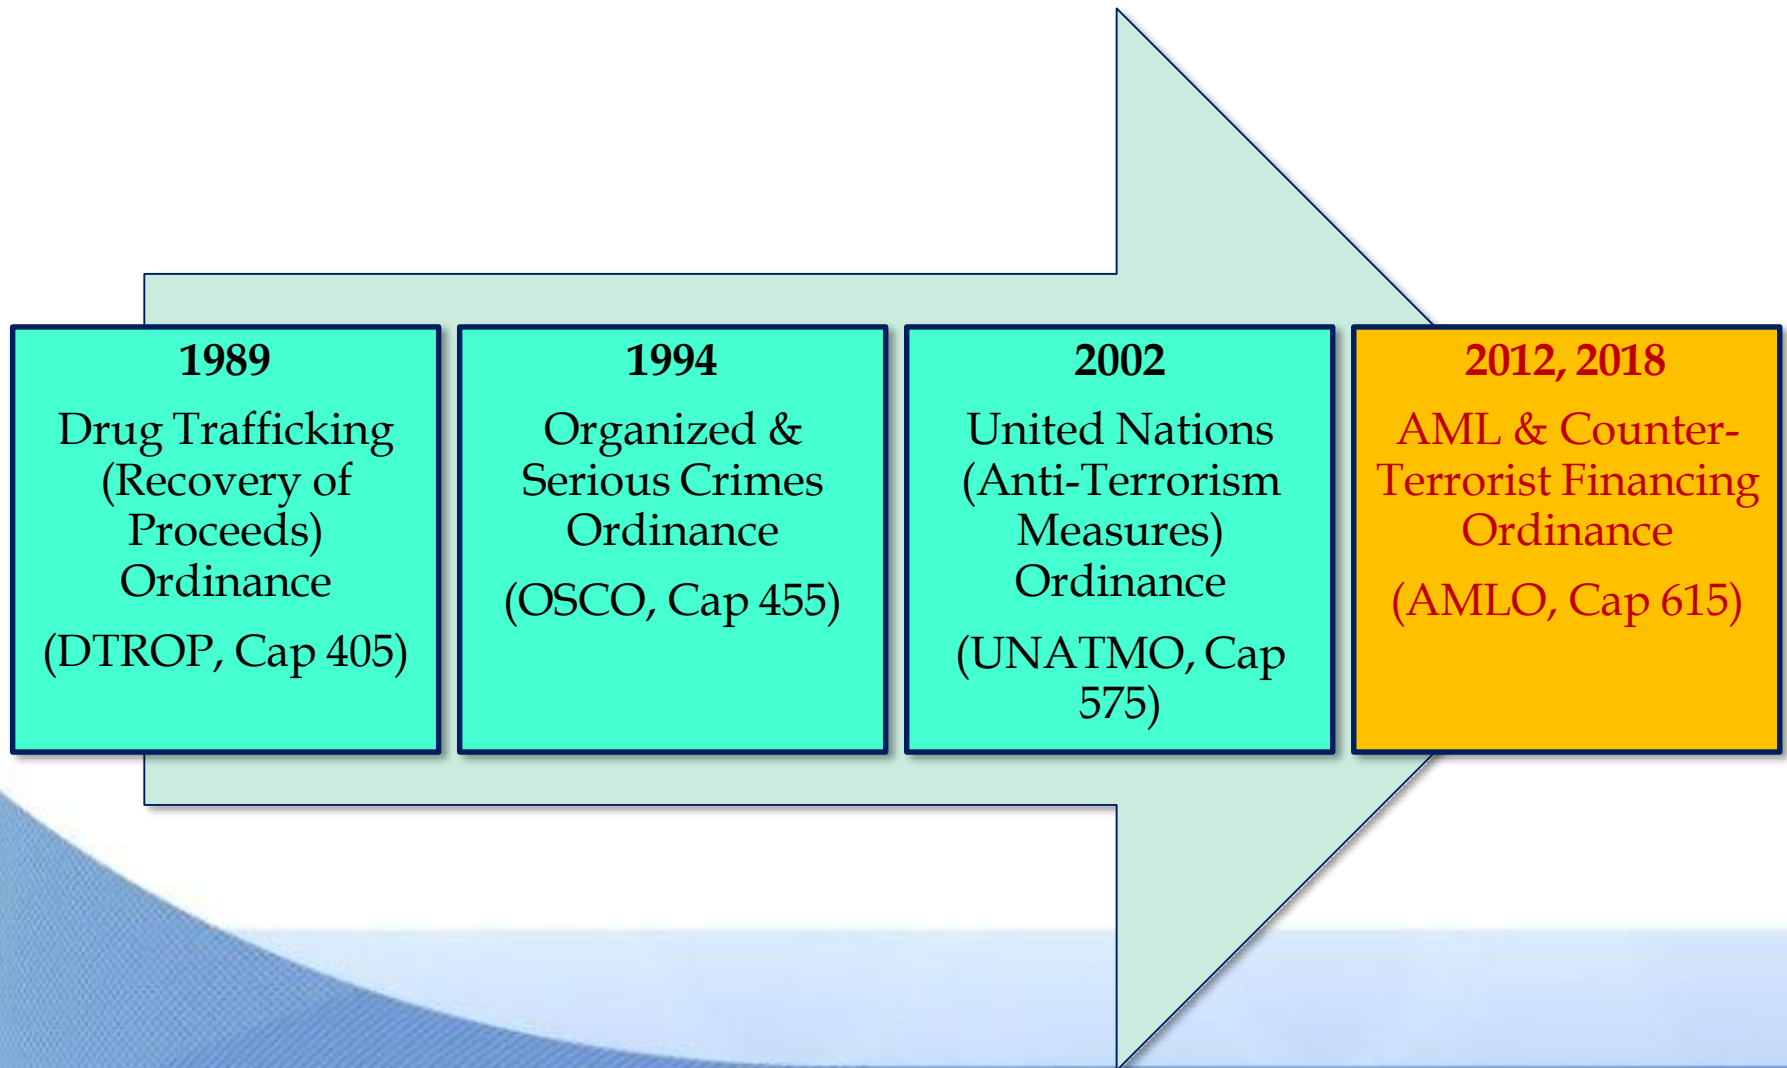 1989
Drug Trafficking
(Recovery of
Proceeds)
Ordinance
(DTROP, Cap 405)
1994
Organized &
Serious Crimes
Ordinance
(OSCO, Cap 455)
2002
United Nations
(Anti-Terrorism
Measures)
Ordinance
(UNATMO, Cap
575)
2012, 2018
AML & Counter-
Terrorist Financing
Ordinance
(AMLO, Cap 615)